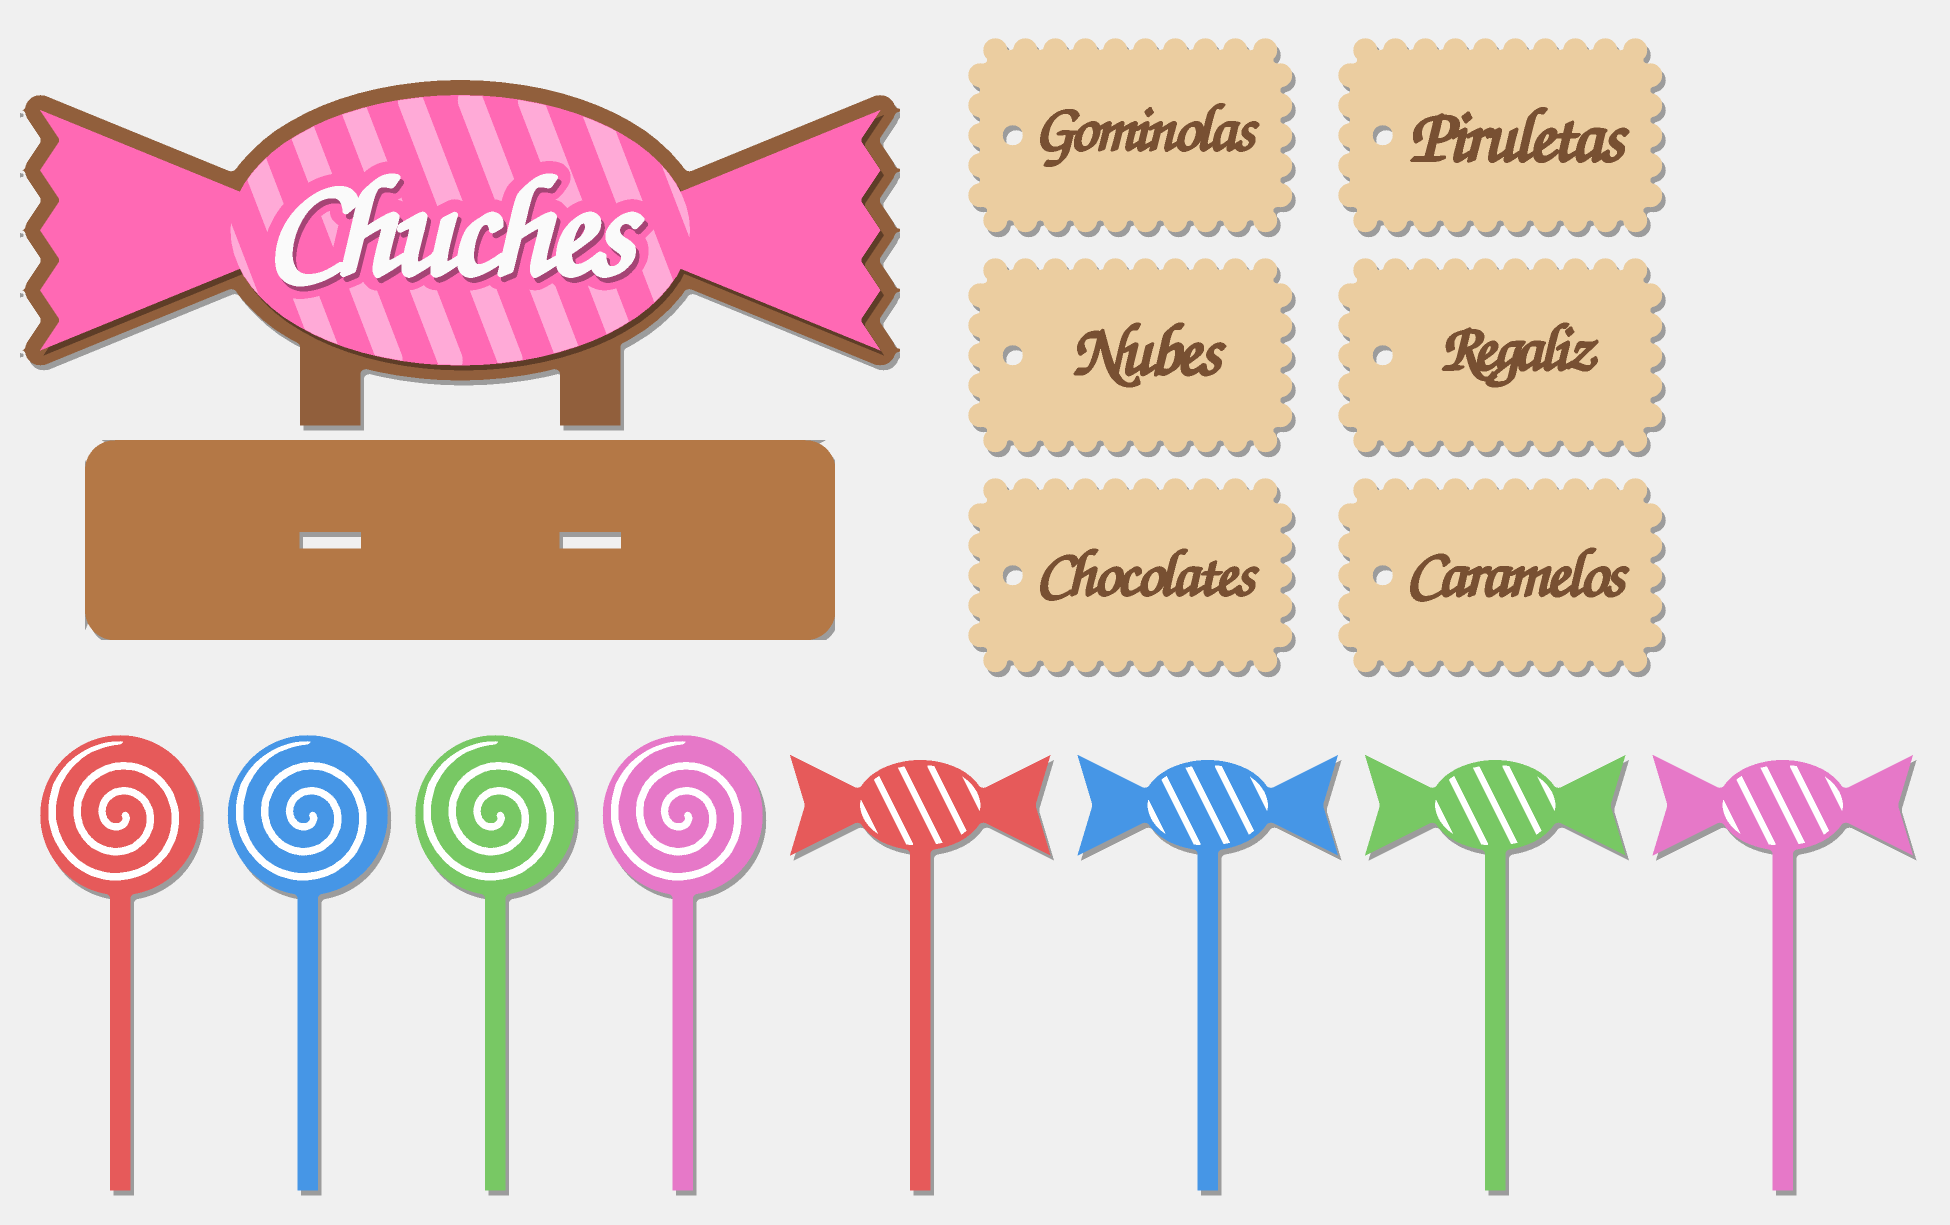 Chuches
Gominolas
Piruletas
Nubes
Regaliz
Chocolates
Caramelos